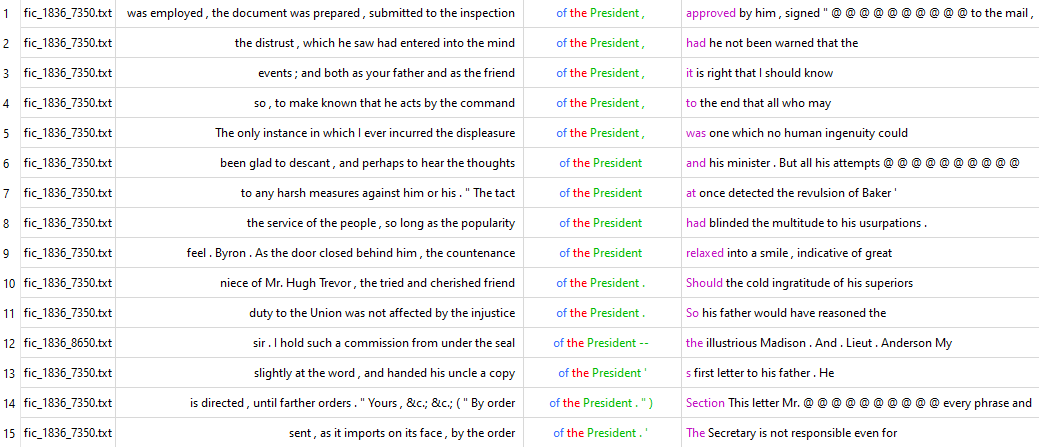 1 fic_1836_7350.txt was employed , the document was prepared , submitted to the inspection of the President , approved by him , signed " @ @ @ @ @ @ @ @ @ @ to the mail ,
2 fic_1836_7350.txt the distrust , which he saw had entered into the mind of the President , had he not been warned that the
3 fic_1836_7350.txt events ; and both as your father and as the friend of the President , it is right that I should know
4 fic_1836_7350.txt so , to make known that he acts by the command of the President , to the end that all who may
5 fic_1836_7350.txt The only instance in which I ever incurred the displeasure of the President , was one which no human ingenuity could
6 fic_1836_7350.txt been glad to descant , and perhaps to hear the thoughts of the President and his minister . But all his attempts @ @ @ @ @ @ @ @ @ @
7 fic_1836_7350.txt to any harsh measures against him or his . " The tact of the President at once detected the revulsion of Baker '
8 fic_1836_7350.txt the service of the people , so long as the popularity of the President had blinded the multitude to his usurpations .
9 fic_1836_7350.txt feel . Byron . As the door closed behind him , the countenance of the President relaxed into a smile , indicative of great
10 fic_1836_7350.txt niece of Mr. Hugh Trevor , the tried and cherished friend of the President . Should the cold ingratitude of his superiors
11 fic_1836_7350.txt duty to the Union was not affected by the injustice of the President . So his father would have reasoned the
12 fic_1836_8650.txt sir . I hold such a commission from under the seal of the President -- the illustrious Madison . And . Lieut . Anderson My
13 fic_1836_7350.txt slightly at the word , and handed his uncle a copy of the President ' s first letter to his father . He
14 fic_1836_7350.txt is directed , until farther orders . " Yours , &c.; &c.; ( " By order of the President . " ) Section This letter Mr. @ @ @ @ @ @ @ @ @ @ every phrase and
15 fic_1836_7350.txt sent , as it imports on its face , by the order of the President . ' The Secretary is not responsible even for